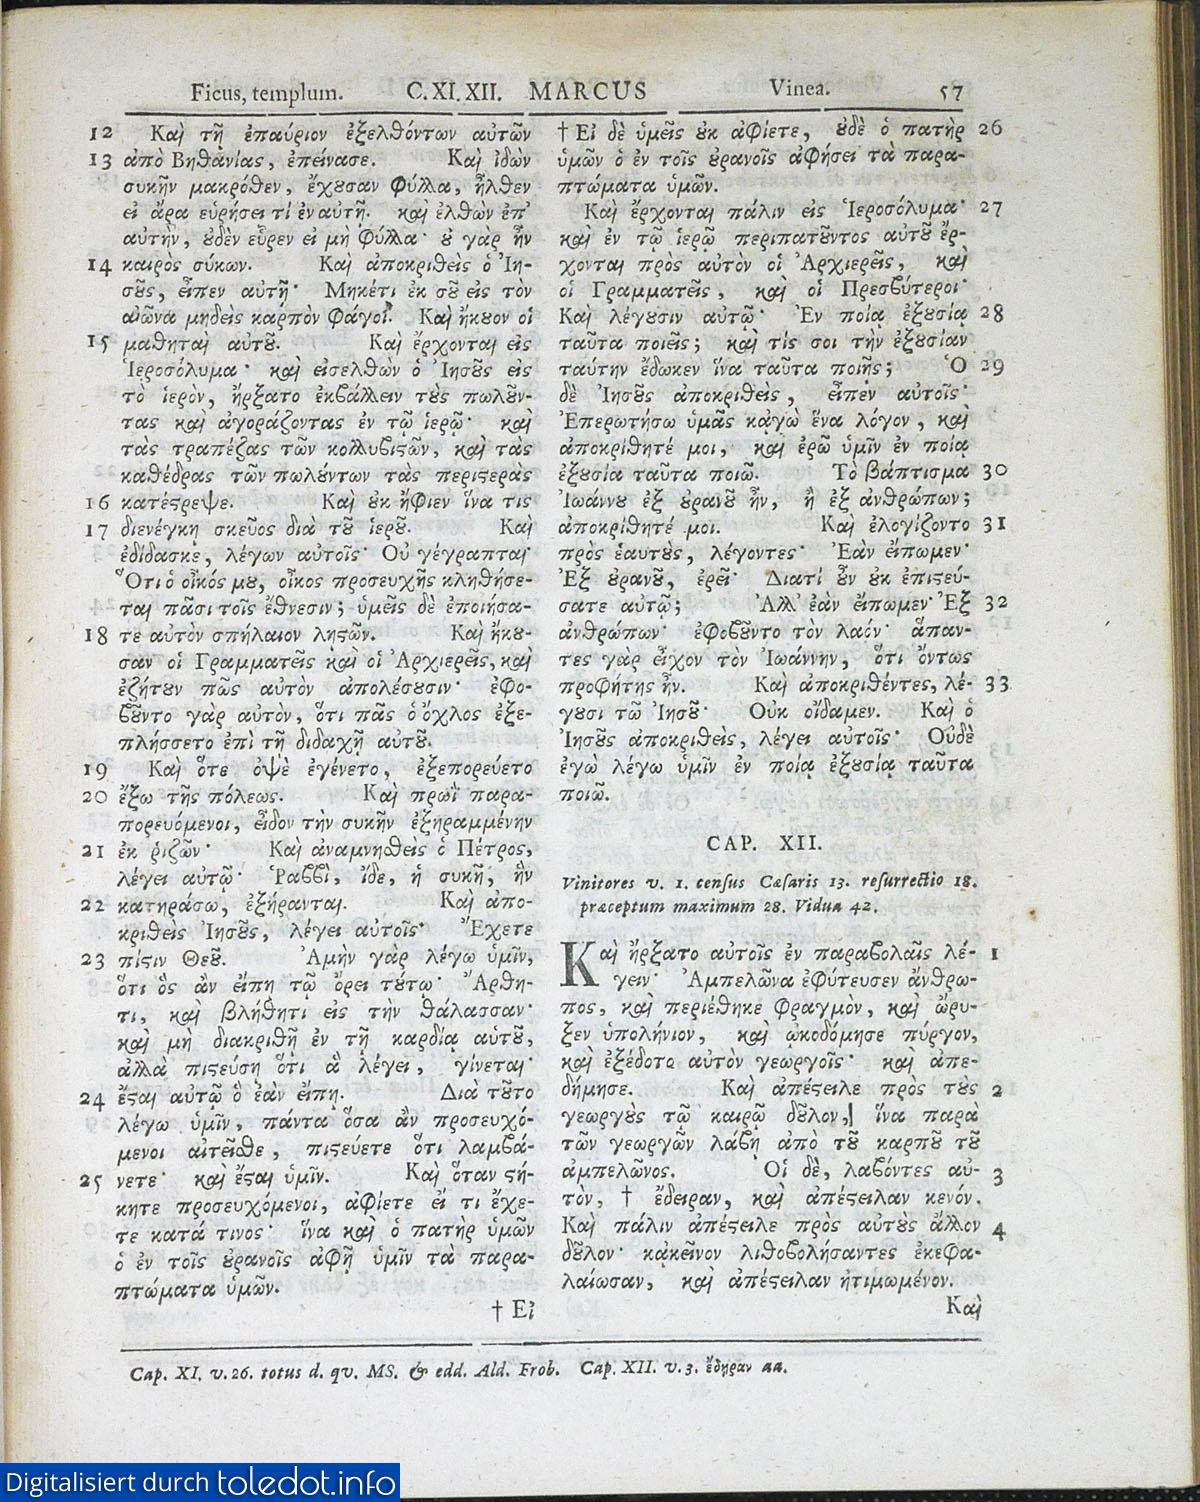 Ficus, templum. C. XI. XII. MARCUS Vinea. 57
12 Καὶ τῇ ἐπαύριον ἐξελθόντων αὐτῶν
13 ἀπὸ Βηθανίας, ἐπείνασε. Καὶ ἰδὼν
συκῆν μακρόθεν, ἔχουσαν φύλλα, ἦλθεν
εἰ ἄρα εὑρήσει τί ἐν αὐτῇ· καὶ ἐλθὼν ἐπ'
αὐτὴν, οὐδὲν εὗρεν εἰ μὴ φύλλα· οὐ γὰρ ἦν
14 καιρὸς σύκων. Καὶ ἀποκριθεὶς ὁ Ἰη-
σοῦς, εἶπεν αὐτῇ· Μηκέτι ἐκ σοῦ εἰς τὸν
αἰῶνα μηδεὶς καρπὸν φάγοι. Καὶ ἤκουον οἱ
15 μαθηταὶ αὐτοῦ. Καὶ ἔρχονται εἰς
Ἱεροσόλυμα· καὶ εἰσελθὼν ὁ Ἰησοῦς εἰς
τὸ ἱερὸν, ἤρξατο ἐκβάλλειν τοὺς πωλοῦν-
τας καὶ ἀγοράζοντας ἐν τῷ ἱερῷ· καὶ
τὰς τραπέζας τῶν κολλυβιστῶν, καὶ τὰς
καθέδρας τῶν πωλούντων τὰς περιστερὰς
16 κατέστρεψε. Καὶ οὐκ ἤφιεν ἵνα τις
17 διενέγκῃ σκεῦος διὰ τοῦ ἱεροῦ. Καὶ
ἐδίδασκε, λέγων αὐτοῖς· Οὐ γέγραπται·
Ὅτι ὁ οἶκός μου, οἶκος προσευχῆς κληθήσε-
ται πᾶσι τοῖς ἔθνεσιν; ὑμεῖς δὲ ἐποιήσα-
18 τε αὐτὸν σπήλαιον λῃστῶν. Καὶ ἤκου-
σαν οἱ Γραμματεῖς καὶ οἱ Ἀρχιερεῖς, καὶ
ἐζήτουν πῶς αὐτὸν ἀπολέσουσιν· ἐφο-
βοῦντο γὰρ αὐτὸν, ὅτι πᾶς ὁ ὄχλος ἐξε-
πλήσσετο ἐπὶ τῇ διδαχῇ αὐτοῦ.
19 Καὶ ὅτε ὀψὲ ἐγένετο, ἐξεπορεύετο
20 ἔξω τῆς πόλεως. Καὶ πρωῒ παρα-
πορευόμενοι, εἶδον τὴν συκῆν ἐξηραμμένην
21 ἐκ ῥιζῶν· Καὶ ἀναμνησθεὶς ὁ Πέτρος,
λέγει αὐτῷ· Ῥαββὶ, ἴδε, ἡ συκῆ, ἣν
22 κατηράσω, ἐξήρανται. Καὶ ἀπο-
κριθεὶς Ἰησοῦς, λέγει αὐτοῖς· Ἔχετε
23 πίστιν Θεοῦ. Ἀμὴν γὰρ λέγω ὑμῖν,
ὅτι ὃς ἂν εἴπῃ τῷ ὄρει τούτῳ· Ἄρθη-
τι, καὶ βλήθητι εἰς τὴν θάλασσαν·
καὶ μὴ διακριθῇ ἐν τῇ καρδίᾳ αὐτοῦ,
ἀλλὰ πιστεύσῃ ὅτι ἃ λέγει, γίνεται·
24 ἔσται αὐτῷ ὃ ἐὰν εἴπῃ. Διὰ τοῦτο
λέγω ὑμῖν, πάντα ὅσα ἂν προσευχό-
μενοι αἰτεῖσθε, πιστεύετε ὅτι λαμβά-
25 νετε· καὶ ἔσται ὑμῖν. Καὶ ὅταν στή-
κητε προσευχόμενοι, ἀφίετε εἴ τι ἔχε-
τε κατά τινος· ἵνα καὶ ὁ πατὴρ ὑμῶν
ὁ ἐν τοῖς οὐρανοῖς ἀφῇ ὑμῖν τὰ παρα-
πτώματα ὑμῶν.
† Εἰ
† Εἰ δὲ ὑμεῖς οὐκ ἀφίετε, οὐδὲ ὁ πατὴρ 26
ὑμῶν ὁ ἐν τοῖς οὐρανοῖς ἀφήσει τὰ παρα-
πτώματα ὑμῶν.
Καὶ ἔρχονται πάλιν εἰς Ἱεροσόλυμα· 27
καὶ ἐν τῷ ἱερῷ περιπατοῦντος αὐτοῦ ἔρ-
χονται πρὸς αὐτὸν οἱ Ἀρχιερεῖς, καὶ
οἱ Γραμματεῖς, καὶ οἱ Πρεσβύτεροι·
Καὶ λέγουσιν αὐτῷ· Ἐν ποίᾳ ἐξουσίᾳ 28
ταῦτα ποιεῖς; καὶ τίς σοι τὴν ἐξουσίαν
ταύτην ἔδωκεν ἵνα ταῦτα ποιῇς; Ὁ 29
δὲ Ἰησοῦς ἀποκριθεὶς, εἶπεν αὐτοῖς·
Ἐπερωτήσω ὑμᾶς κᾀγὼ ἕνα λόγον, καὶ
ἀποκρίθητέ μοι, καὶ ἐρῶ ὑμῖν ἐν ποίᾳ
ἐξουσίᾳ ταῦτα ποιῶ. Τὸ βάπτισμα 30
Ἰωάννου ἐξ οὐρανοῦ ἦν, ἢ ἐξ ἀνθρώπων;
ἀποκρίθητέ μοι. Καὶ ἐλογίζοντο 31
πρὸς ἑαυτοὺς, λέγοντες· Ἐὰν εἴπωμεν·
Ἐξ οὐρανοῦ, ἐρεῖ· Διατί οὖν οὐκ ἐπιστεύ-
σατε αὐτῷ; Ἀλλ' ἐὰν εἴπωμεν· Ἐξ 32
ἀνθρώπων· ἐφοβοῦντο τὸν λαόν· ἅπαν-
τες γὰρ εἶχον τὸν Ἰωάννην, ὅτι ὄντως
προφήτης ἦν. Καὶ ἀποκριθέντες, λέ- 33
γουσι τῷ Ἰησοῦ· Οὐκ οἴδαμεν. Καὶ ὁ
Ἰησοῦς ἀποκριθεὶς, λέγει αὐτοῖς· Οὐδὲ
ἐγὼ λέγω ὑμῖν ἐν ποίᾳ ἐξουσίᾳ ταῦτα
ποιῶ.
CAP. XII.
Vinitores v. 1. census Cæsaris 13. resurrectio 18.
præceptum maximum 28. Vidua 42.
Καὶ ἤρξατο αὐτοῖς ἐν παραβολαῖς λέ- 1
γειν· Ἀμπελῶνα ἐφύτευσεν ἄνθρω-
πος, καὶ περιέθηκε φραγμὸν, καὶ ὤρυ-
ξεν ὑπολήνιον, καὶ ᾠκοδόμησε πύργον,
καὶ ἐξέδοτο αὐτὸν γεωργοῖς· καὶ ἀπε-
δήμησε. Καὶ ἀπέστειλε πρὸς τοὺς 2
γεωργοὺς τῷ καιρῷ δοῦλον, ἵνα παρὰ
τῶν γεωργῶν λάβῃ ἀπὸ τοῦ καρποῦ τοῦ
ἀμπελῶνος. Οἱ δὲ, λαβόντες αὐ- 3
τὸν, † ἔδειραν, καὶ ἀπέστειλαν κενόν.
Καὶ πάλιν ἀπέστειλε πρὸς αὐτοὺς ἄλλον 4
δοῦλον· κᾀκεῖνον λιθοβολήσαντες ἐκεφα-
λαίωσαν, καὶ ἀπέστειλαν ἠτιμωμένον.
Καὶ
Cap. XI. v. 26. totus d. qv. MS. & edd. Ald. Frob. Cap. XII. v. 3. ἔδηραν aa.
Digitalisiert durch toledot.info